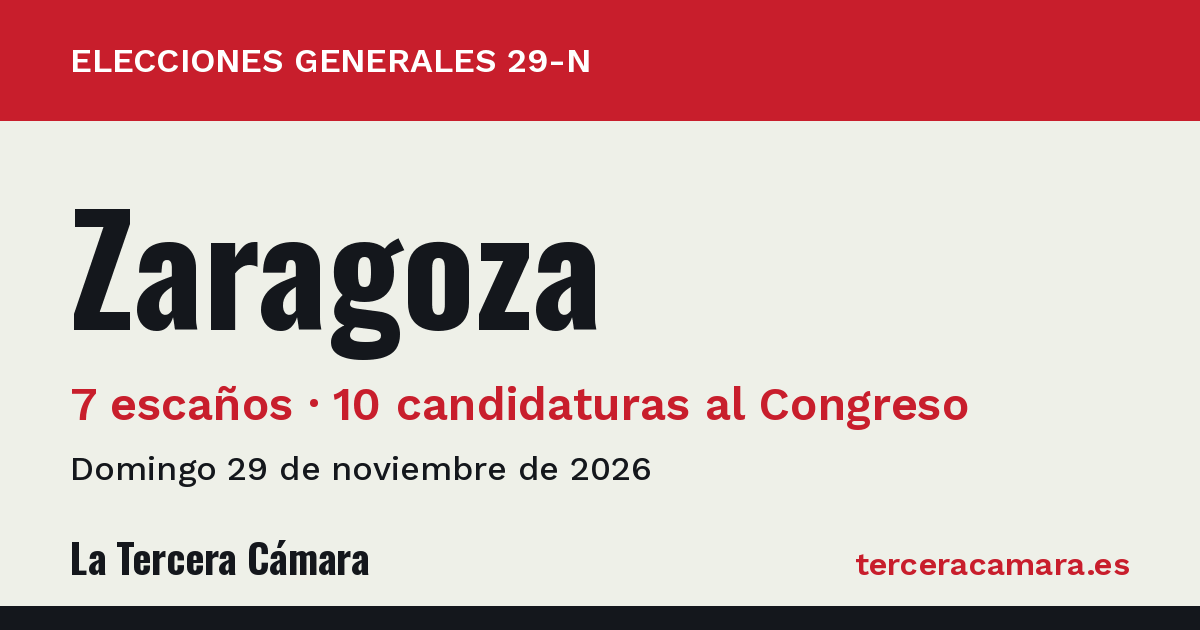 ELECCIONES GENERALES 29-N
Zaragoza
7 escaños · 10 candidaturas al Congreso
Domingo 29 de noviembre de 2026
La Tercera Cámara
terceracamara.es